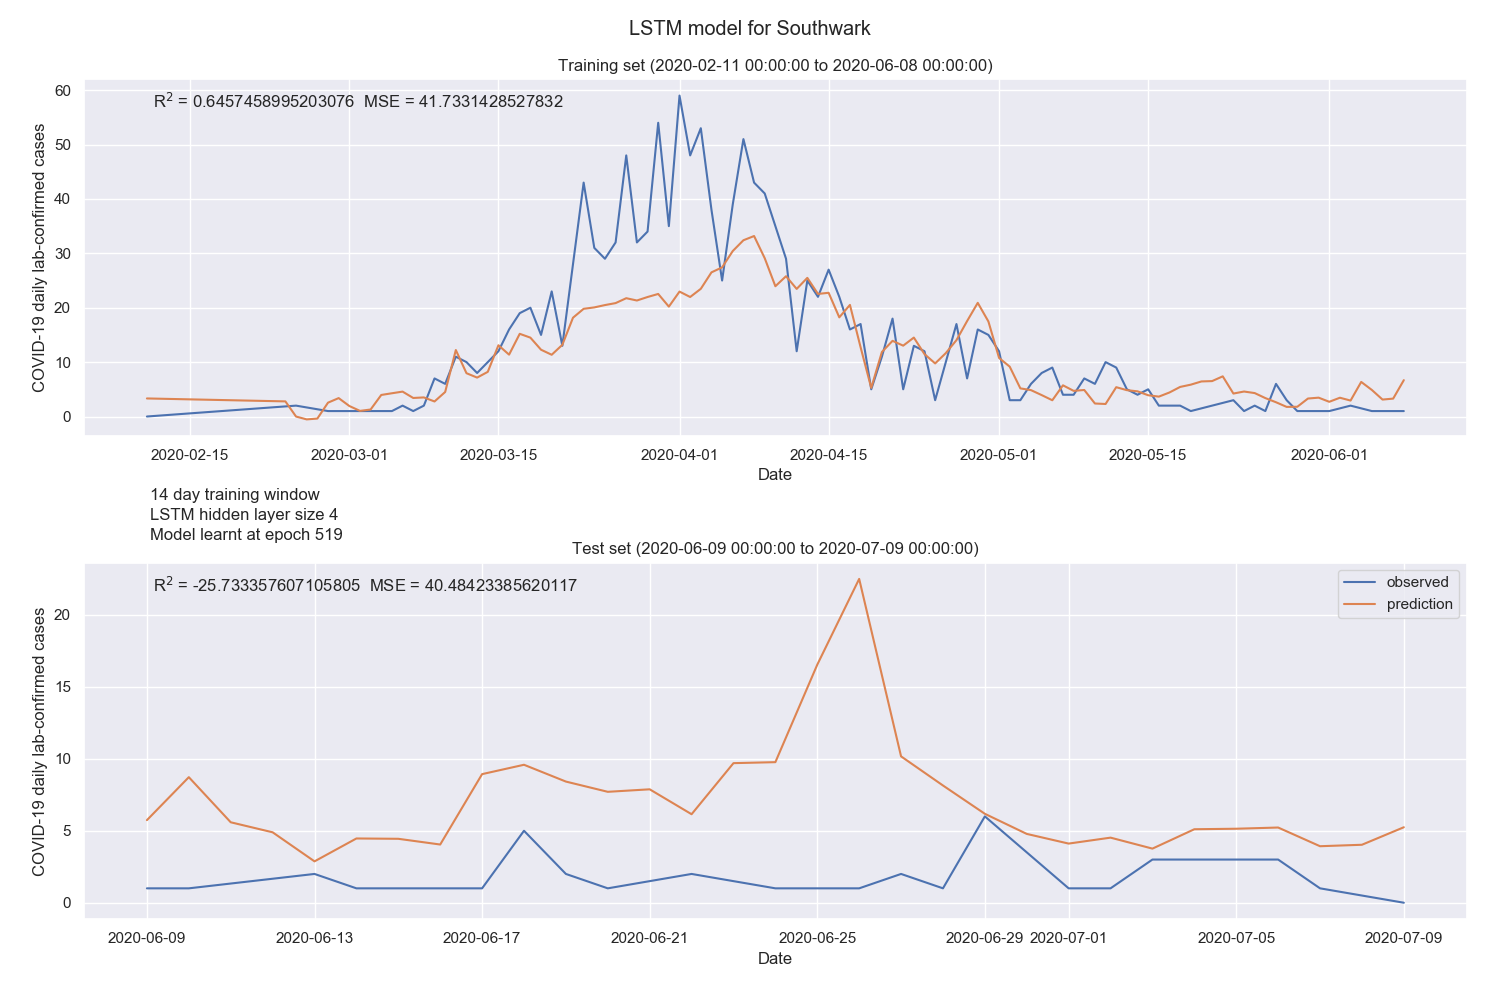 LSTM model for Southwark
Training set (2020-02-11 00:00:00 to 2020-06-08 00:00:00)
R² = 0.6457458995203076  MSE = 41.7331428527832
COVID-19 daily lab-confirmed cases
60
50
40
30
20
10
0
2020-02-15 2020-03-01 2020-03-15 2020-04-01 2020-04-15 2020-05-01 2020-05-15 2020-06-01
Date
14 day training window
LSTM hidden layer size 4
Model learnt at epoch 519
Test set (2020-06-09 00:00:00 to 2020-07-09 00:00:00)
R² = -25.733357607105805  MSE = 40.48423385620117
observed
prediction
COVID-19 daily lab-confirmed cases
20
15
10
5
0
2020-06-09 2020-06-13 2020-06-17 2020-06-21 2020-06-25 2020-06-29 2020-07-01 2020-07-05 2020-07-09
Date